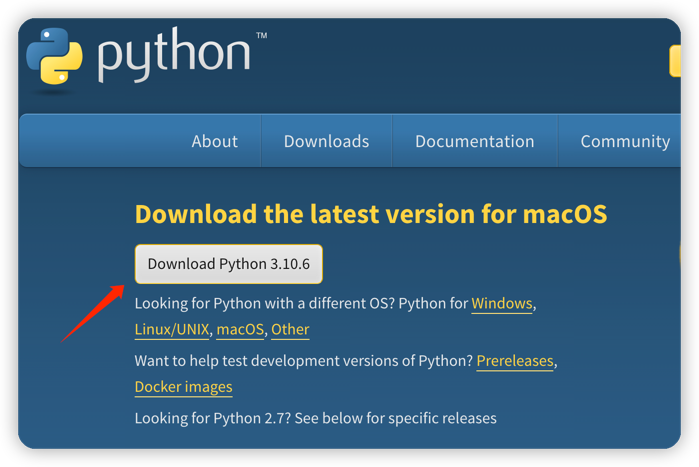 python™
About Downloads Documentation Community
Download the latest version for macOS
Download Python 3.10.6
Looking for Python with a different OS? Python for Windows,
Linux/UNIX, macOS, Other
Want to help test development versions of Python? Prereleases,
Docker images
Looking for Python 2.7? See below for specific releases